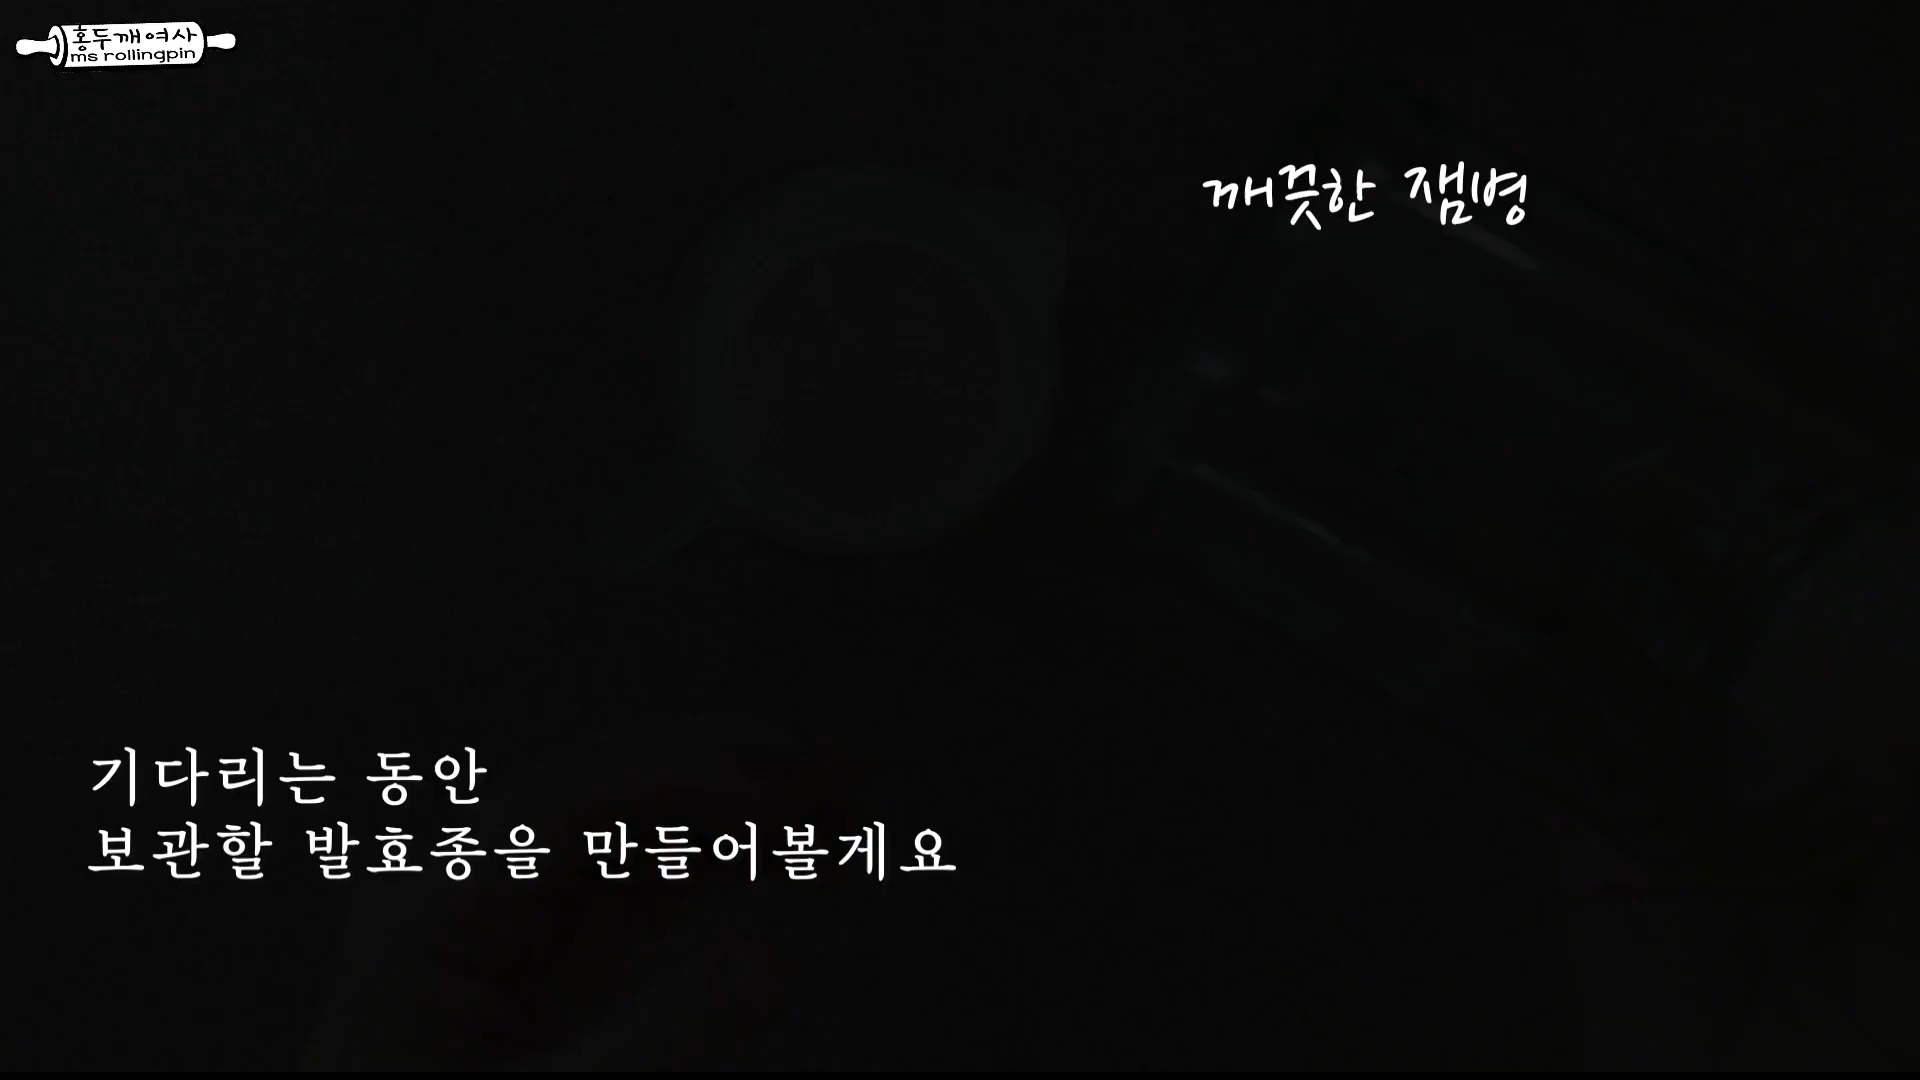 홍두깨여사
ms rollingpin
깨끗한 잼병
기다리는 동안
보관할 발효종을 만들어볼게요